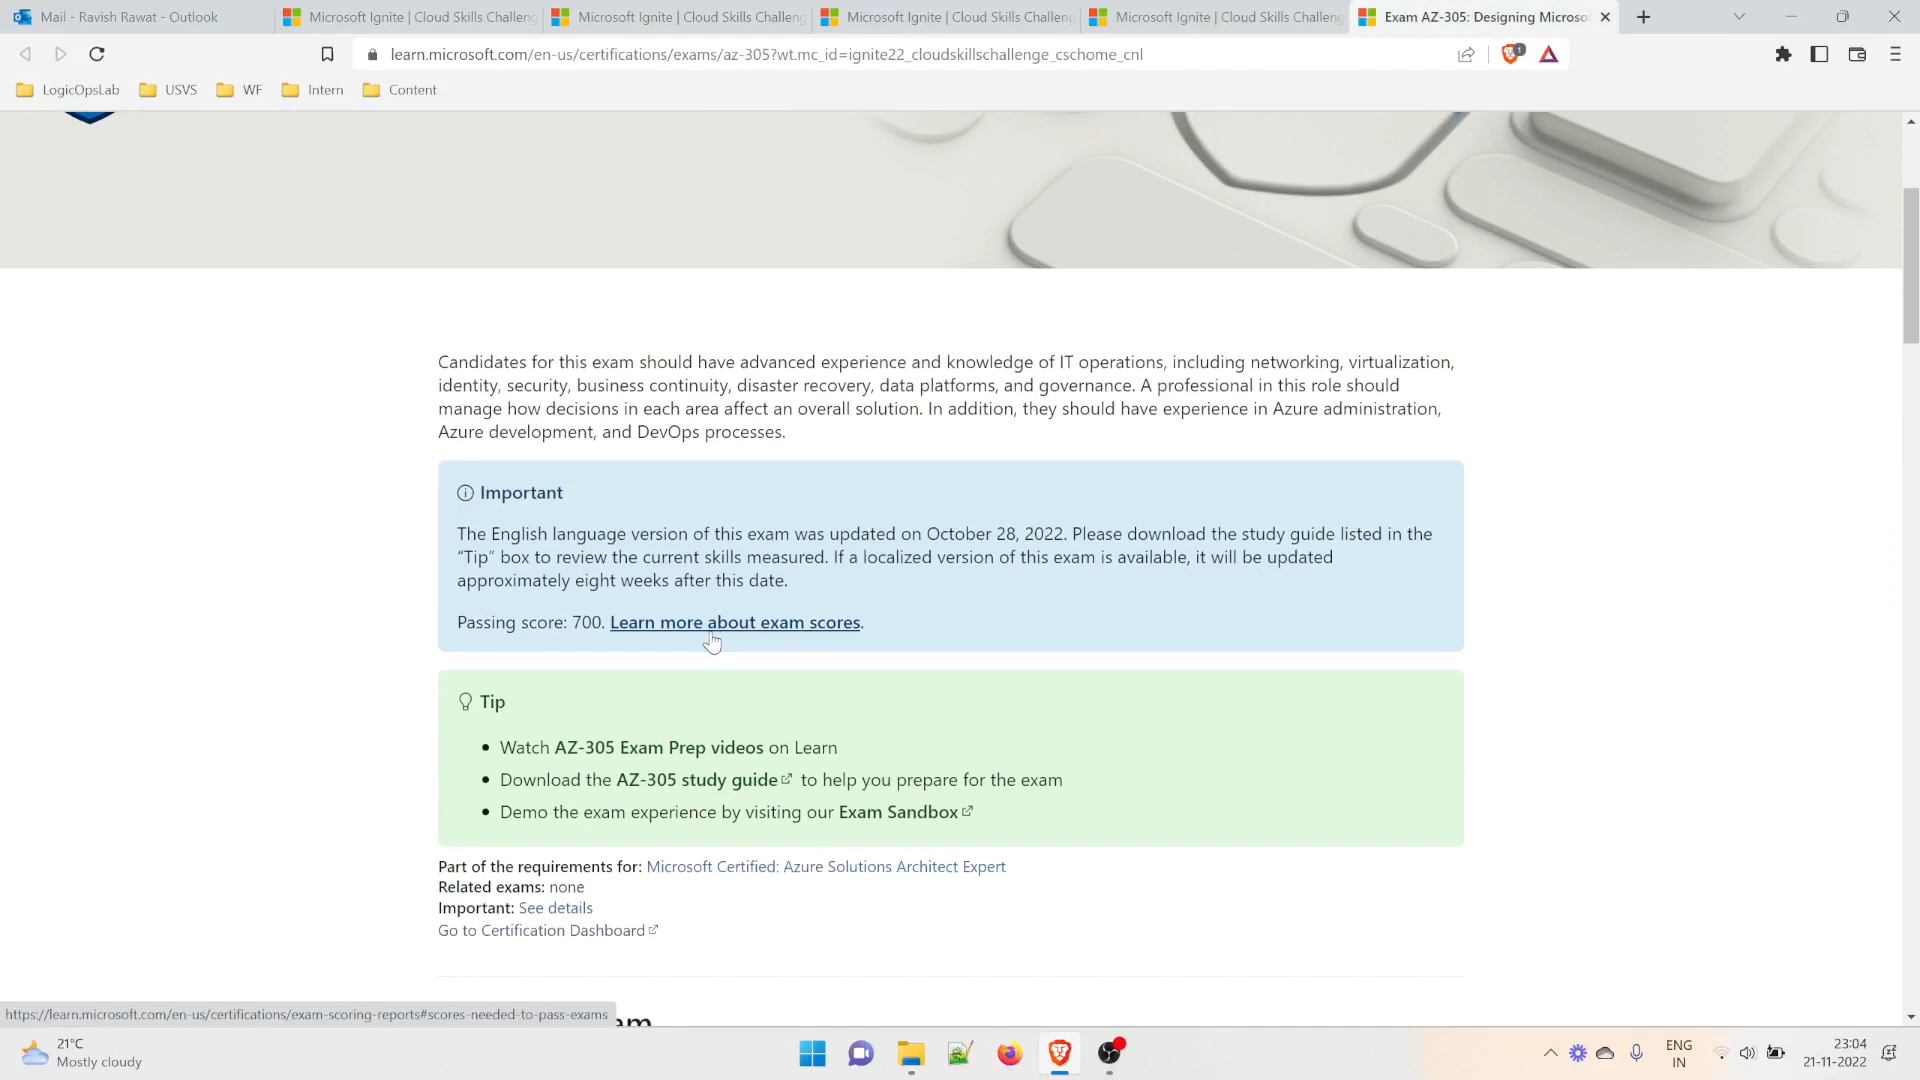 Mail - Ravish Rawat - Outlook
Microsoft Ignite | Cloud Skills Challeng
Microsoft Ignite | Cloud Skills Challeng
Microsoft Ignite | Cloud Skills Challeng
Microsoft Ignite | Cloud Skills Challeng
Exam AZ-305: Designing Microso
learn.microsoft.com/en-us/certifications/exams/az-305?wt.mc_id=ignite22_cloudskillschallenge_cschome_cnl
1
LogicOpsLab
USVS
WF
Intern
Content
Candidates for this exam should have advanced experience and knowledge of IT operations, including networking, virtualization,
identity, security, business continuity, disaster recovery, data platforms, and governance. A professional in this role should
manage how decisions in each area affect an overall solution. In addition, they should have experience in Azure administration,
Azure development, and DevOps processes.
Important
The English language version of this exam was updated on October 28, 2022. Please download the study guide listed in the
“Tip” box to review the current skills measured. If a localized version of this exam is available, it will be updated
approximately eight weeks after this date.
Passing score: 700. Learn more about exam scores.
Tip
• Watch AZ-305 Exam Prep videos on Learn
• Download the AZ-305 study guide to help you prepare for the exam
• Demo the exam experience by visiting our Exam Sandbox
Part of the requirements for: Microsoft Certified: Azure Solutions Architect Expert
Related exams: none
Important: See details
Go to Certification Dashboard
https://learn.microsoft.com/en-us/certifications/exam-scoring-reports#scores-needed-to-pass-exams
21°C
Mostly cloudy
ENG
IN
23:04
21-11-2022